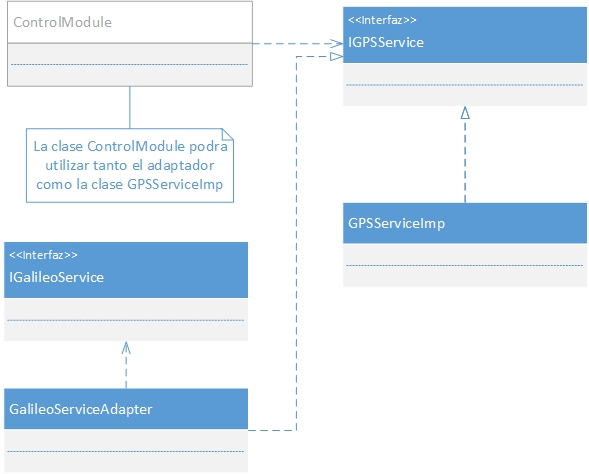 ControlModule
<<Interfaz>>
IGPSService
La clase ControlModule podra
utilizar tanto el adaptador
como la clase GPSServiceImp
GPSServiceImp
<<Interfaz>>
IGalileoService
GalileoServiceAdapter